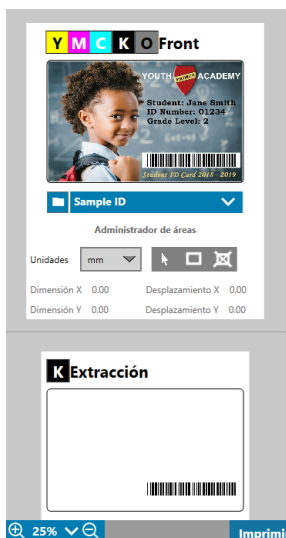 Y M C K O Front
YOUTH ACADEMY
Student: Jane Smith
ID Number: 01234
Grade Level: 2
Student ID Card 2018 - 2019
Sample ID
Administrador de áreas
Unidades mm
Dimensión X 0.00 Desplazamiento X 0.00
Dimensión Y 0.00 Desplazamiento Y 0.00
K Extracción
25% Imprimi